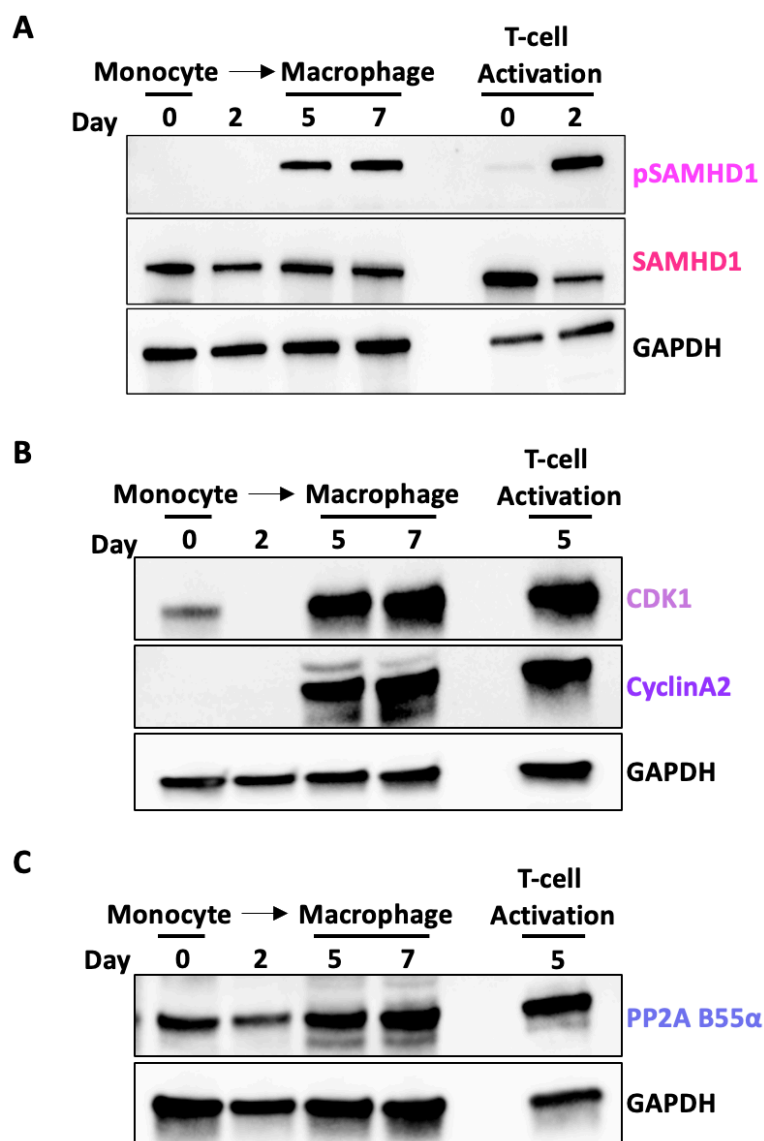 A
T-cell
Monocyte → Macrophage Activation
Day 0 2 5 7 0 2
pSAMHD1
SAMHD1
GAPDH
B
T-cell
Monocyte → Macrophage Activation
Day 0 2 5 7 5
CDK1
CyclinA2
GAPDH
C
T-cell
Monocyte → Macrophage Activation
Day 0 2 5 7 5
PP2A B55α
GAPDH